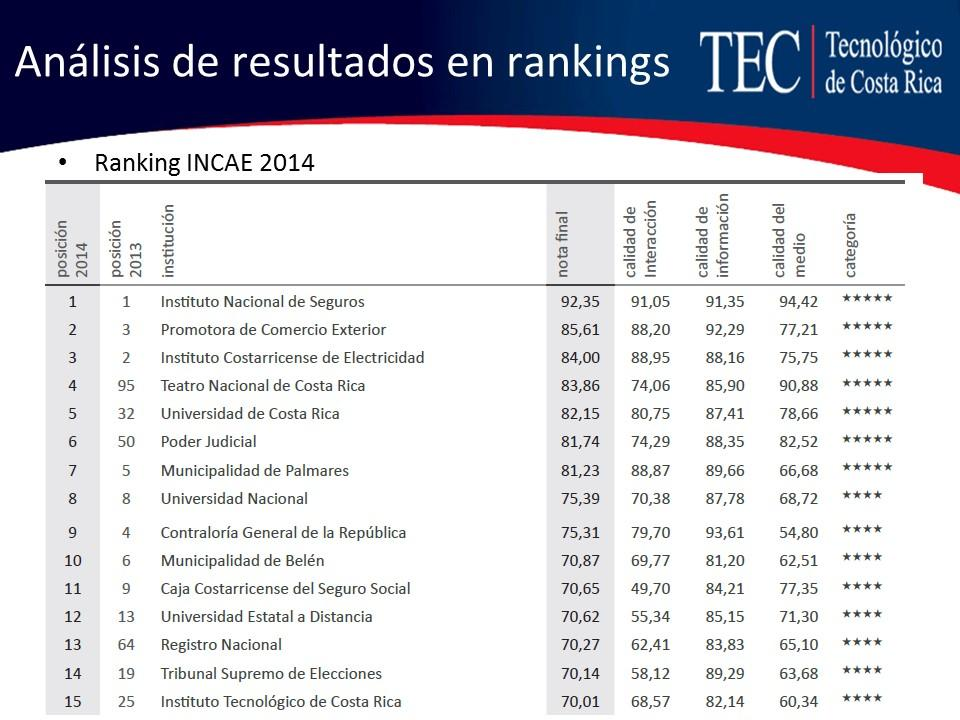 Análisis de resultados en rankings
TEC
Tecnológico
de Costa Rica
• Ranking INCAE 2014
posición 2014 posición 2013 institución nota final calidad de Interacción calidad de información calidad del medio categoría
1 1 Instituto Nacional de Seguros 92,35 91,05 91,35 94,42 ★★★★★
2 3 Promotora de Comercio Exterior 85,61 88,20 92,29 77,21 ★★★★★
3 2 Instituto Costarricense de Electricidad 84,00 88,95 88,16 75,75 ★★★★★
4 95 Teatro Nacional de Costa Rica 83,86 74,06 85,90 90,88 ★★★★★
5 32 Universidad de Costa Rica 82,15 80,75 87,41 78,66 ★★★★★
6 50 Poder Judicial 81,74 74,29 88,35 82,52 ★★★★★
7 5 Municipalidad de Palmares 81,23 88,87 89,66 66,68 ★★★★★
8 8 Universidad Nacional 75,39 70,38 87,78 68,72 ★★★★
9 4 Contraloría General de la República 75,31 79,70 93,61 54,80 ★★★★
10 6 Municipalidad de Belén 70,87 69,77 81,20 62,51 ★★★★
11 9 Caja Costarricense del Seguro Social 70,65 49,70 84,21 77,35 ★★★★
12 13 Universidad Estatal a Distancia 70,62 55,34 85,15 71,30 ★★★★
13 64 Registro Nacional 70,27 62,41 83,83 65,10 ★★★★
14 19 Tribunal Supremo de Elecciones 70,14 58,12 89,29 63,68 ★★★★
15 25 Instituto Tecnológico de Costa Rica 70,01 68,57 82,14 60,34 ★★★★